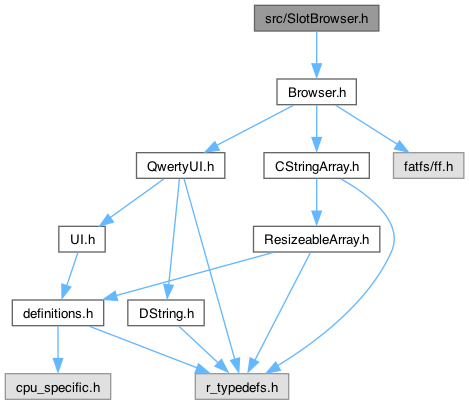 src/SlotBrowser.h
Browser.h
QwertyUI.h
CStringArray.h
fatfs/ff.h
UI.h
ResizeableArray.h
definitions.h
DString.h
cpu_specific.h
r_typedefs.h